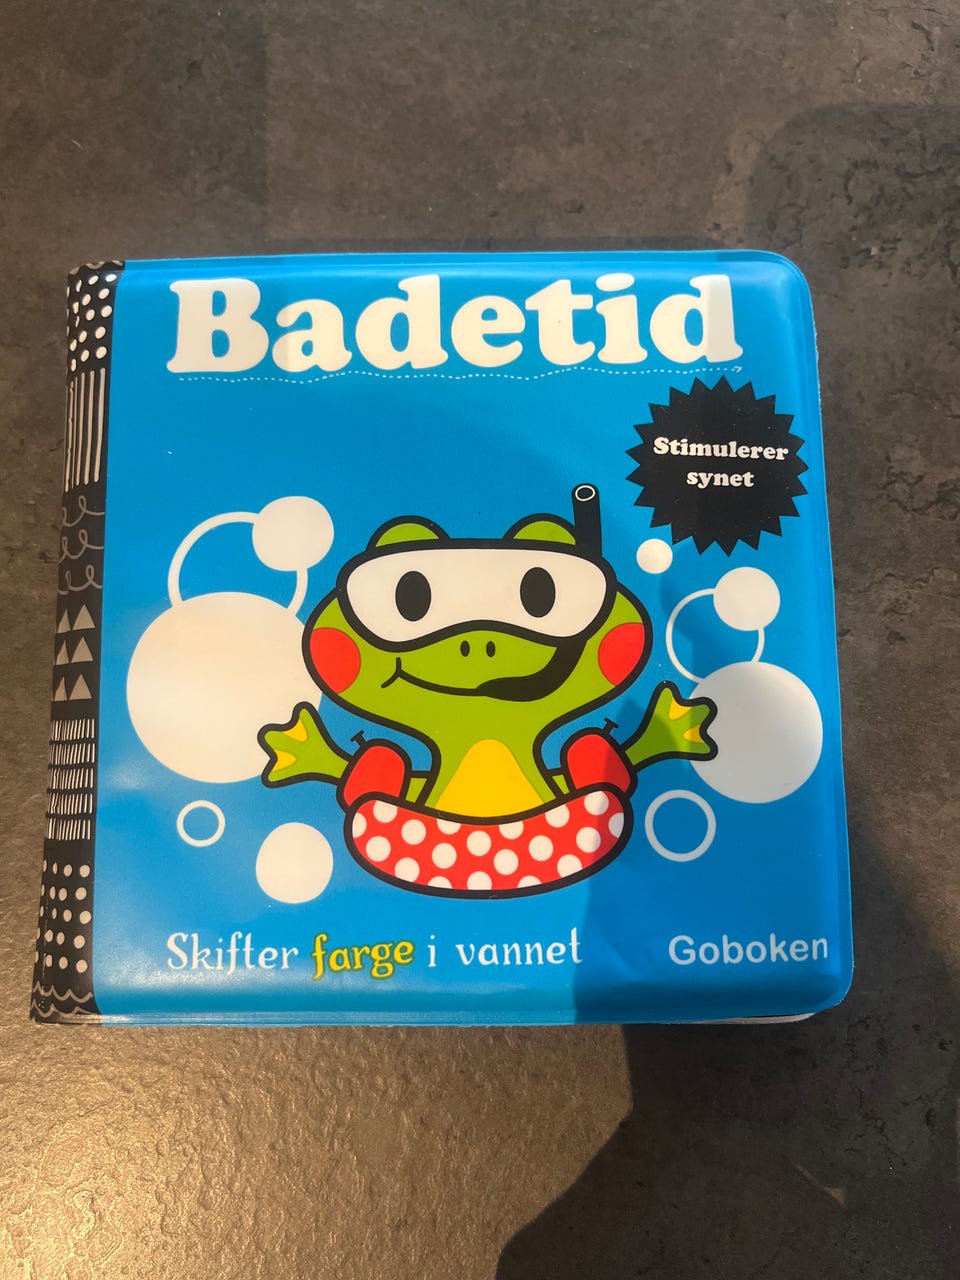 Badetid
Stimulerer
synet
Skifter farge i vannet
Goboken